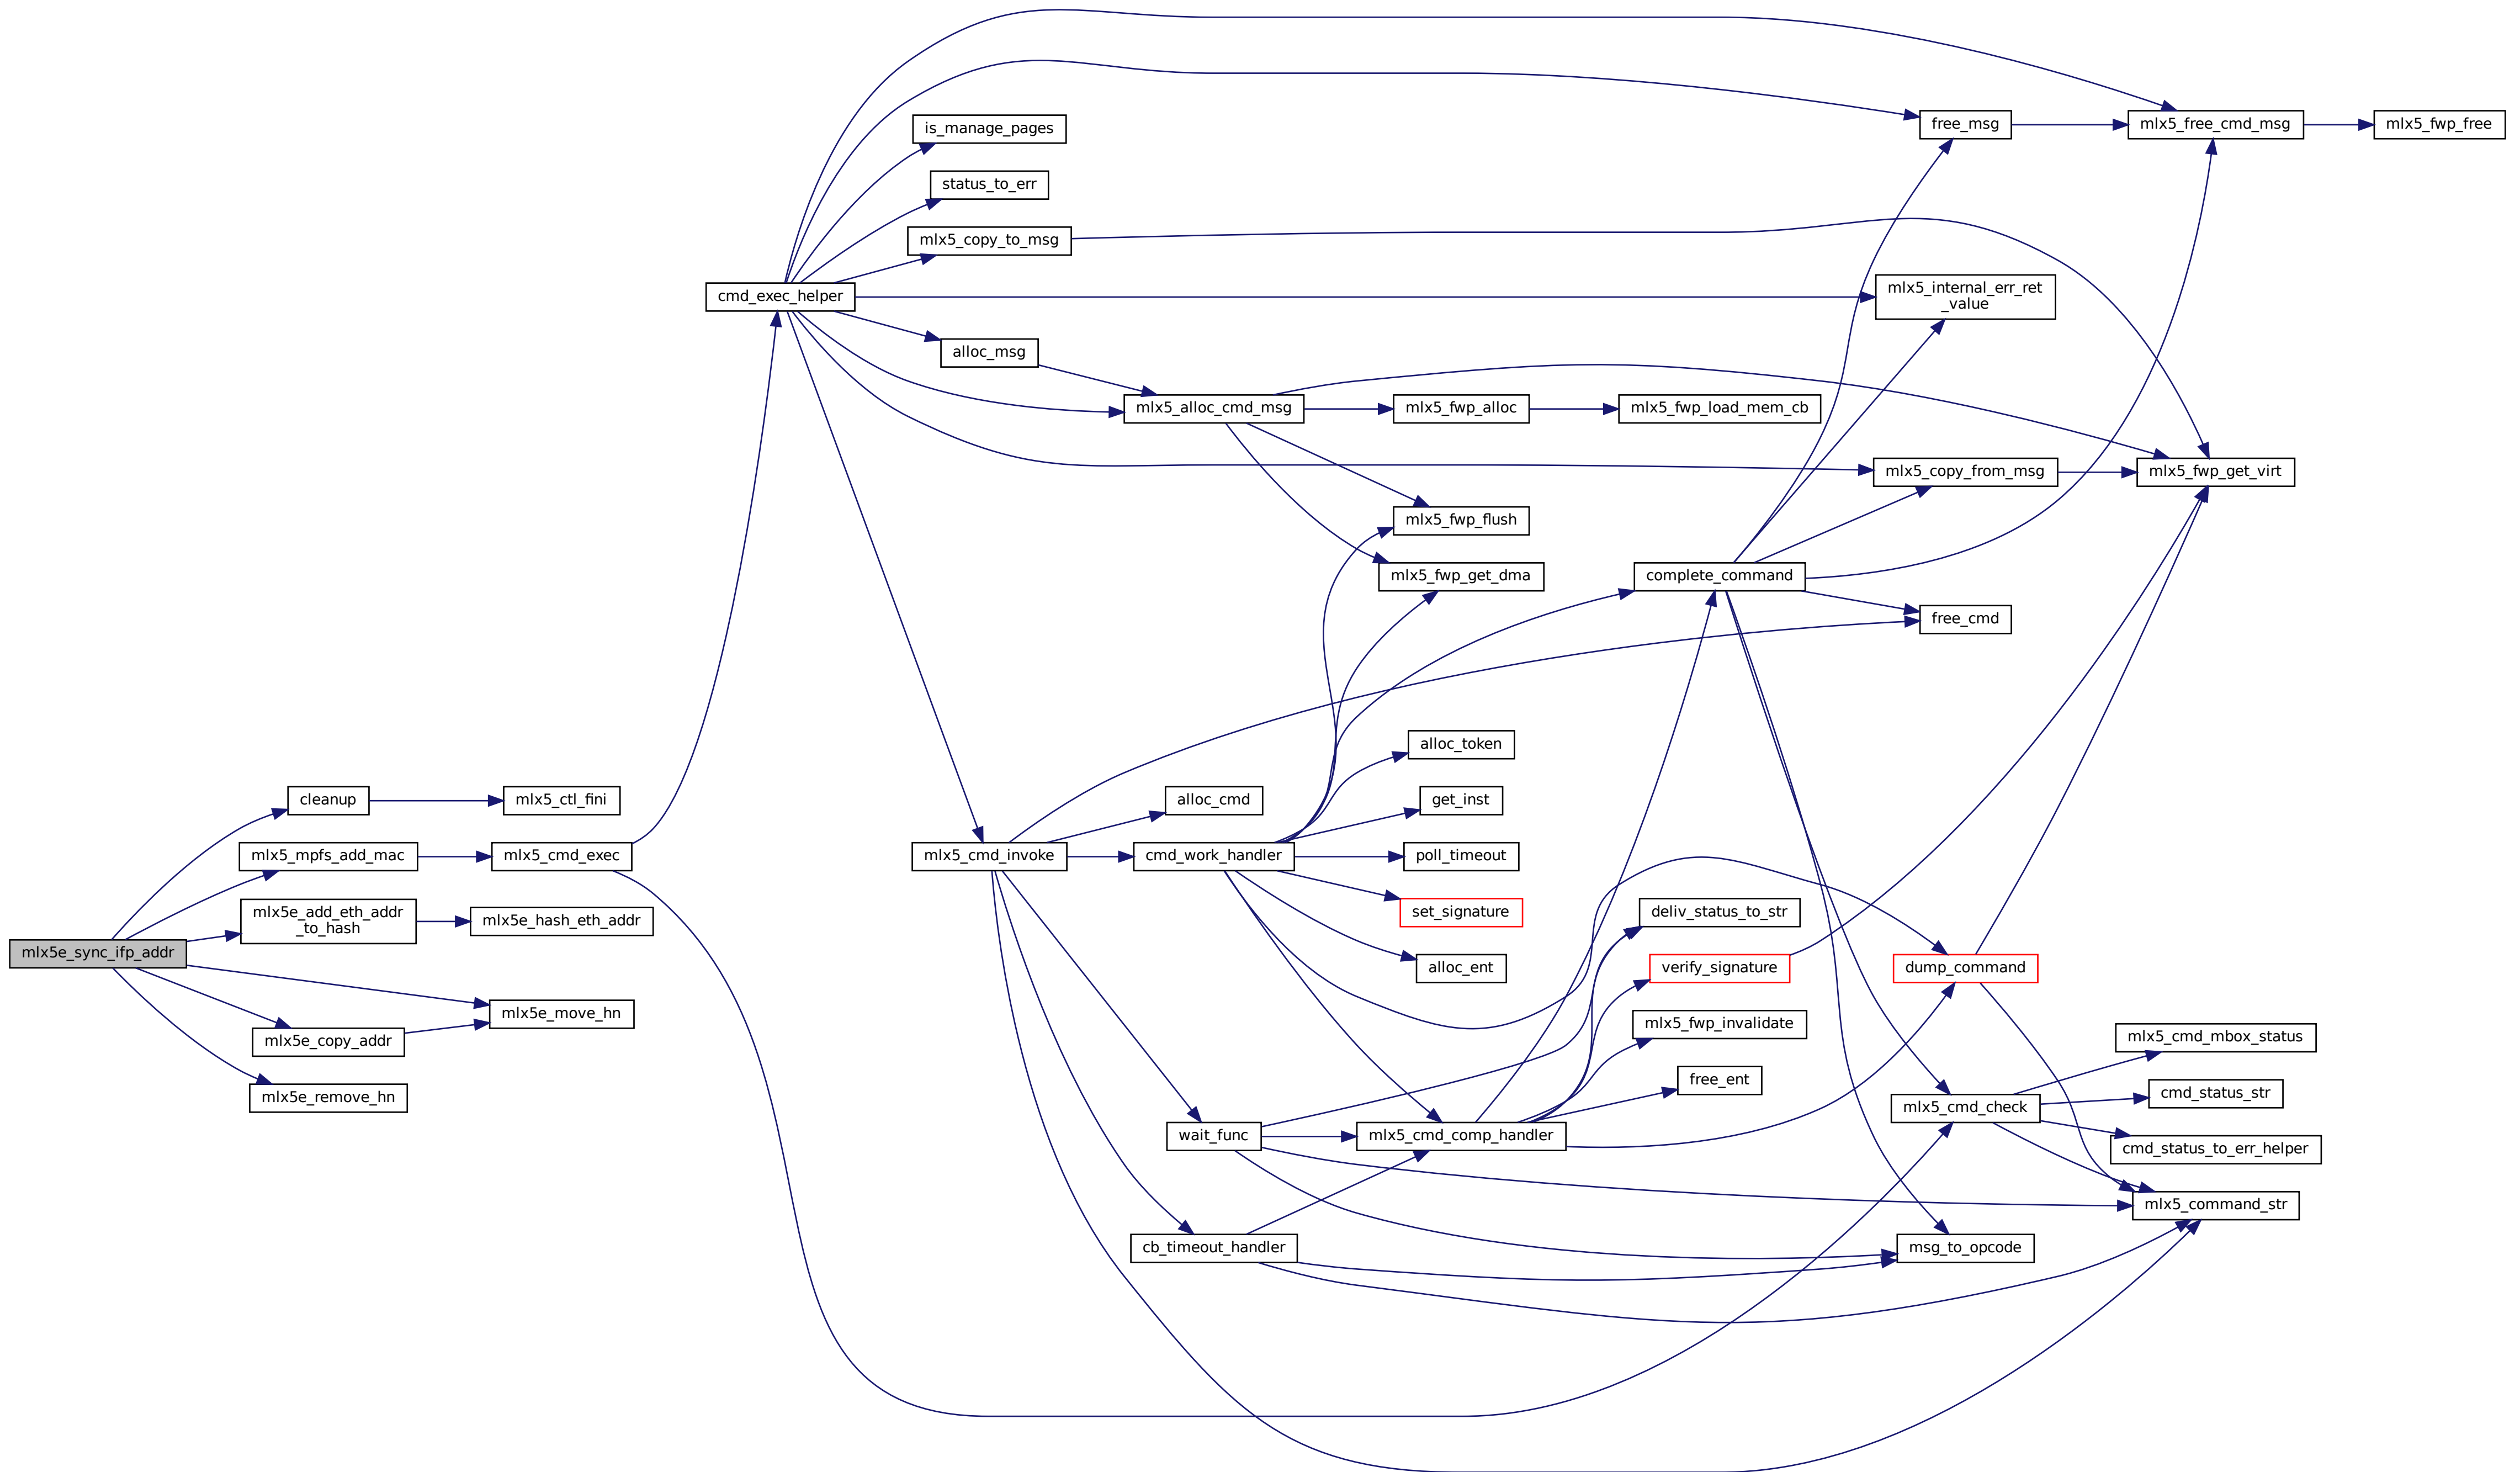 mlx5e_sync_ifp_addr
cleanup
mlx5_ctl_fini
mlx5_mpfs_add_mac
mlx5_cmd_exec
mlx5e_add_eth_addr
_to_hash
mlx5e_hash_eth_addr
mlx5e_move_hn
mlx5e_copy_addr
mlx5e_remove_hn
cmd_exec_helper
is_manage_pages
status_to_err
mlx5_copy_to_msg
alloc_msg
mlx5_alloc_cmd_msg
mlx5_fwp_alloc
mlx5_fwp_load_mem_cb
mlx5_fwp_flush
mlx5_fwp_get_dma
free_msg
mlx5_free_cmd_msg
mlx5_fwp_free
mlx5_internal_err_ret
_value
mlx5_copy_from_msg
mlx5_fwp_get_virt
complete_command
free_cmd
mlx5_cmd_invoke
alloc_cmd
cmd_work_handler
alloc_token
get_inst
poll_timeout
set_signature
alloc_ent
deliv_status_to_str
verify_signature
dump_command
mlx5_fwp_invalidate
free_ent
wait_func
mlx5_cmd_comp_handler
cb_timeout_handler
mlx5_cmd_check
mlx5_cmd_mbox_status
cmd_status_str
cmd_status_to_err_helper
mlx5_command_str
msg_to_opcode